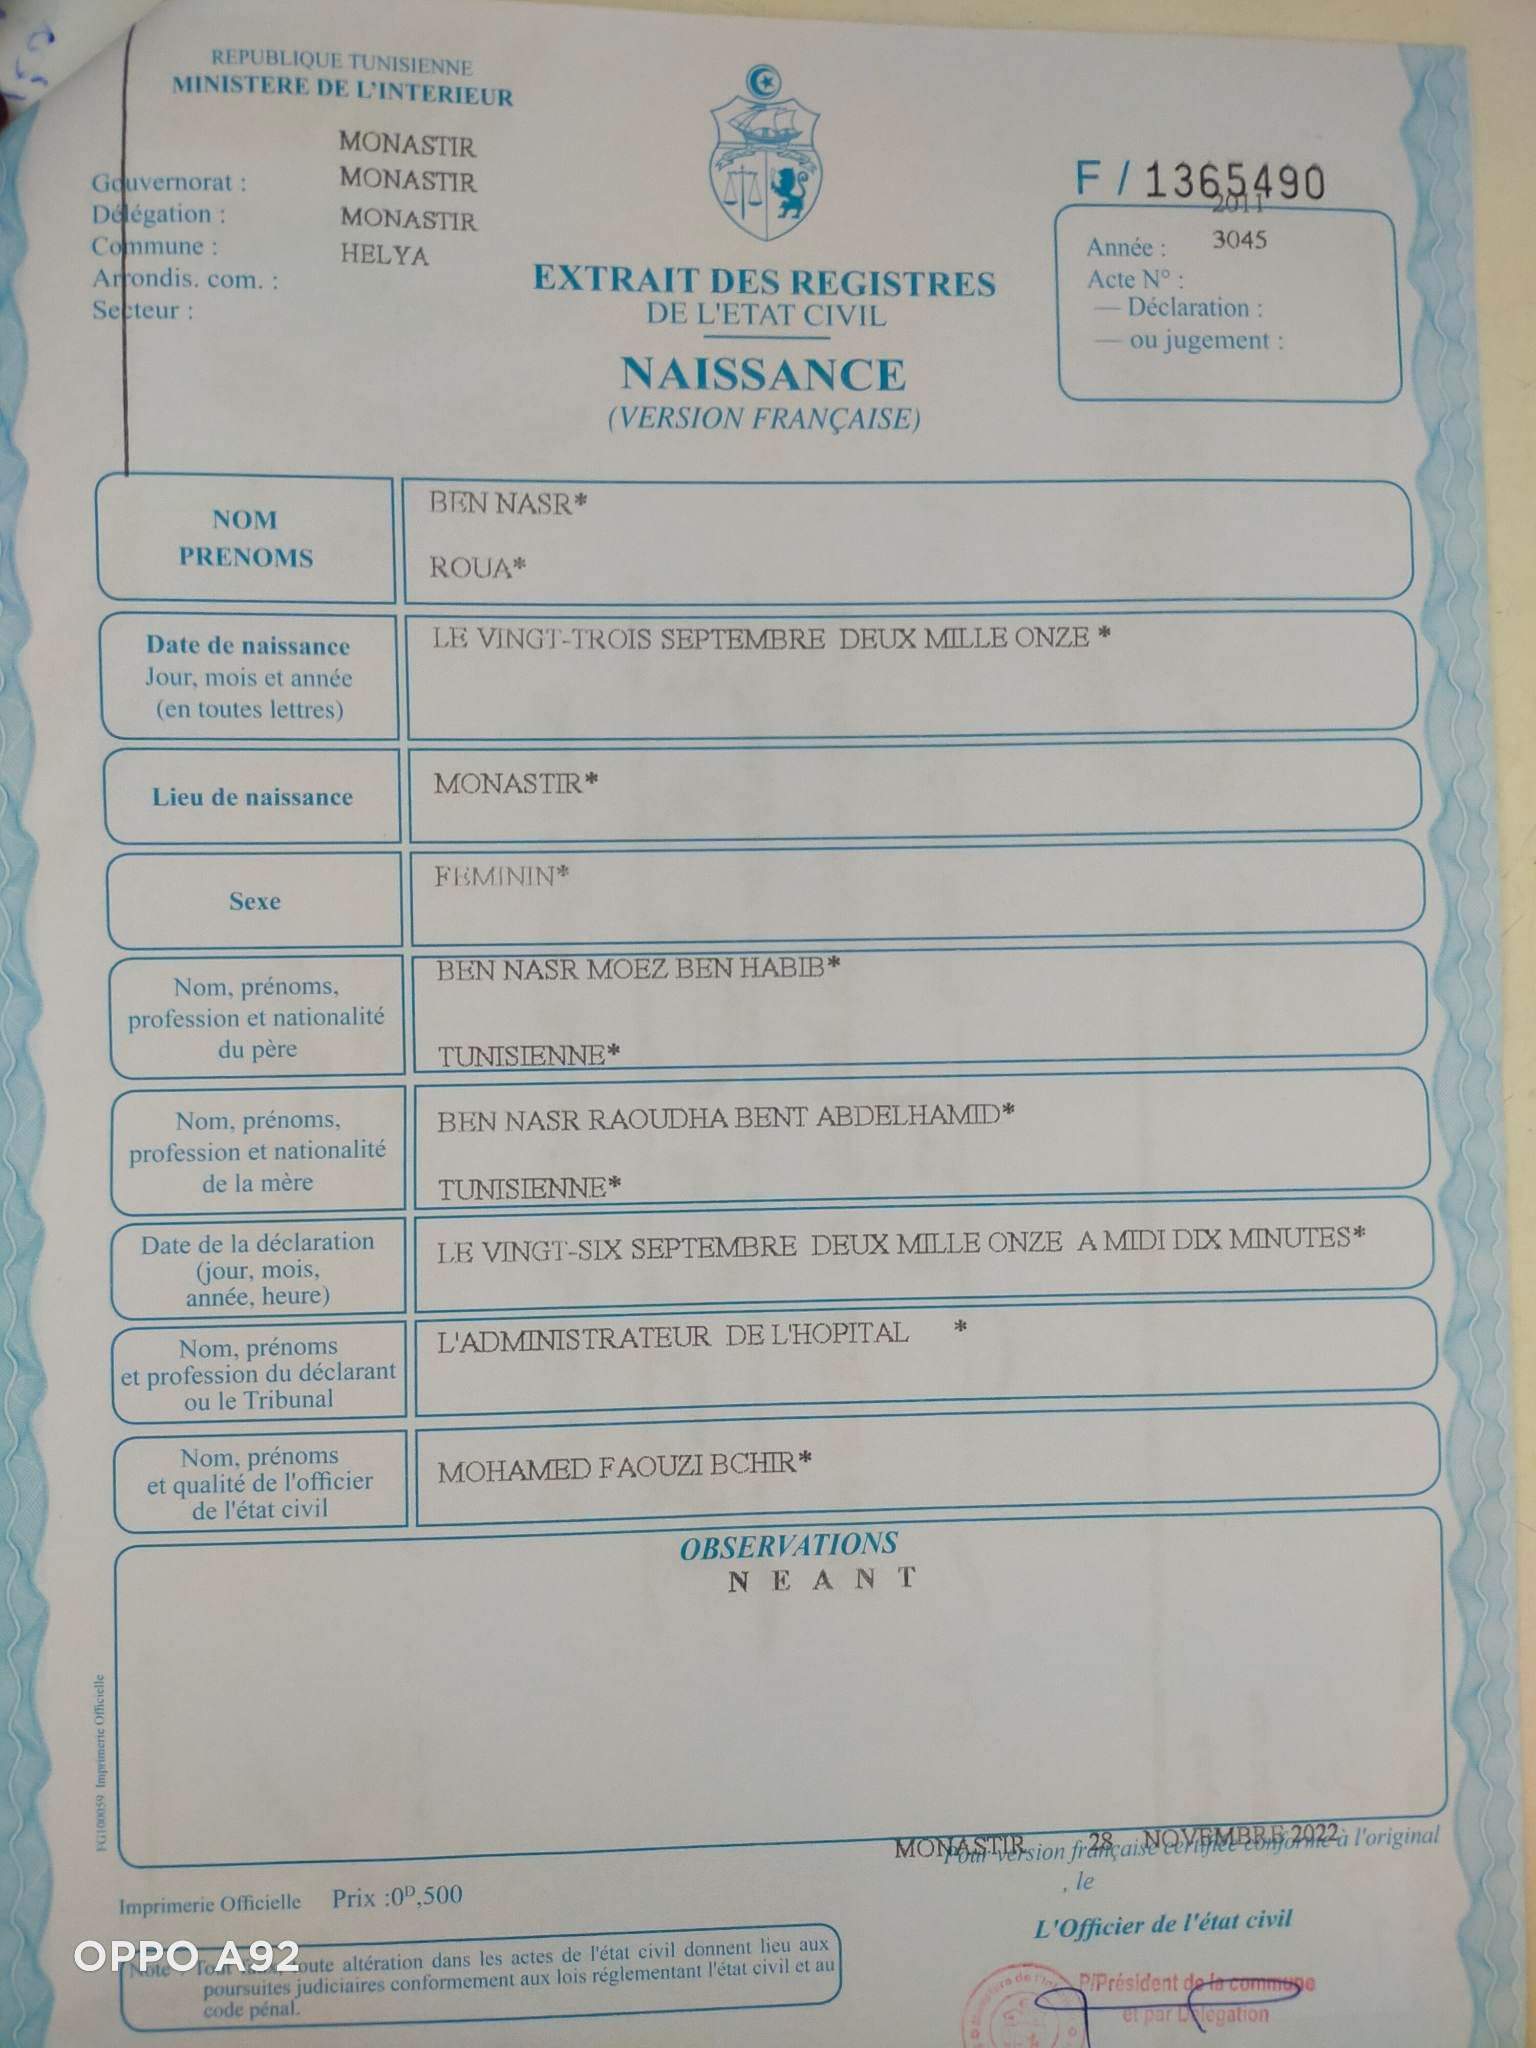 REPUBLIQUE TUNISIENNE
MINISTERE DE L'INTERIEUR
MONASTIR
Gouvernorat : MONASTIR
Délégation : MONASTIR
Commune : HELYA
Arrondis. com. :
Secteur :
F / 1365490
2011
Année : 3045
Acte N° :
— Déclaration :
— ou jugement :
EXTRAIT DES REGISTRES
DE L'ETAT CIVIL
NAISSANCE
(VERSION FRANÇAISE)
NOM
PRENOMS
BEN NASR*
ROUA*
Date de naissance
Jour, mois et année
(en toutes lettres)
LE VINGT-TROIS SEPTEMBRE DEUX MILLE ONZE *
Lieu de naissance
MONASTIR*
Sexe
FEMININ*
Nom, prénoms,
profession et nationalité
du père
BEN NASR MOEZ BEN HABIB*
TUNISIENNE*
Nom, prénoms,
profession et nationalité
de la mère
BEN NASR RAOUDHA BENT ABDELHAMID*
TUNISIENNE*
Date de la déclaration
(jour, mois,
année, heure)
LE VINGT-SIX SEPTEMBRE DEUX MILLE ONZE A MIDI DIX MINUTES*
Nom, prénoms
et profession du déclarant
ou le Tribunal
L'ADMINISTRATEUR DE L'HOPITAL *
Nom, prénoms
et qualité de l'officier
de l'état civil
MOHAMED FAOUZI BCHIR*
OBSERVATIONS
N E A N T
FG100059 Imprimerie Officielle
MONASTIR 28 NOVEMBRE 2022
Pour version française certifiée conforme à l'original
, le
L'Officier de l'état civil
Imprimerie Officielle Prix :0ᴰ,500
OPPO A92
Note : Tout faux, toute altération dans les actes de l'état civil donnent lieu aux
poursuites judiciaires conformement aux lois réglementant l'état civil et au
code pénal.
P/Président de la commune
et par Délégation